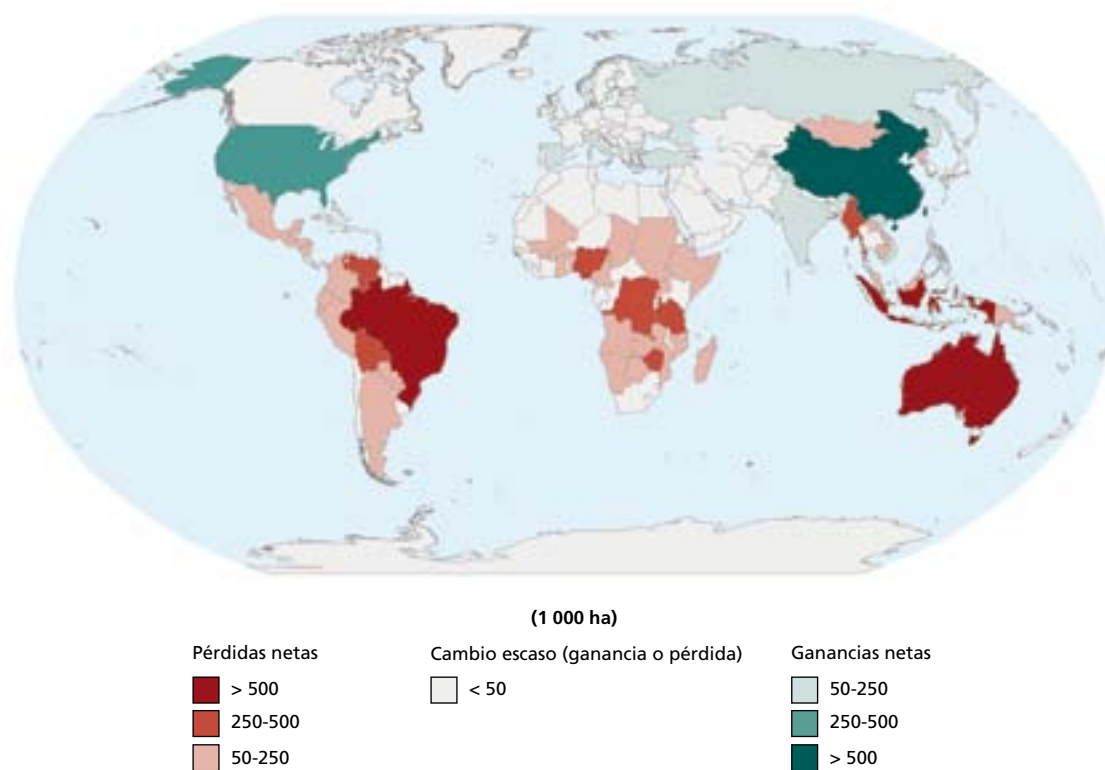 (1 000 ha)
Pérdidas netas
> 500
250-500
50-250
Cambio escaso (ganancia o pérdida)
< 50
Ganancias netas
50-250
250-500
> 500